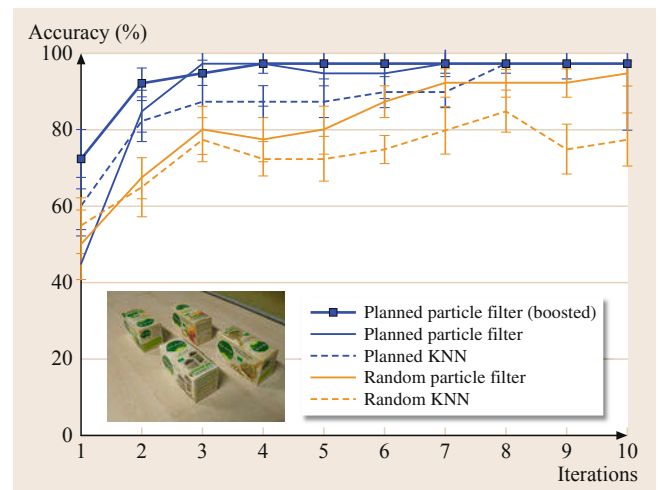 Accuracy (%)
100
80
60
40
20
0
Planned particle filter (boosted)
Planned particle filter
Planned KNN
Random particle filter
Random KNN
1 2 3 4 5 6 7 8 9 10
Iterations